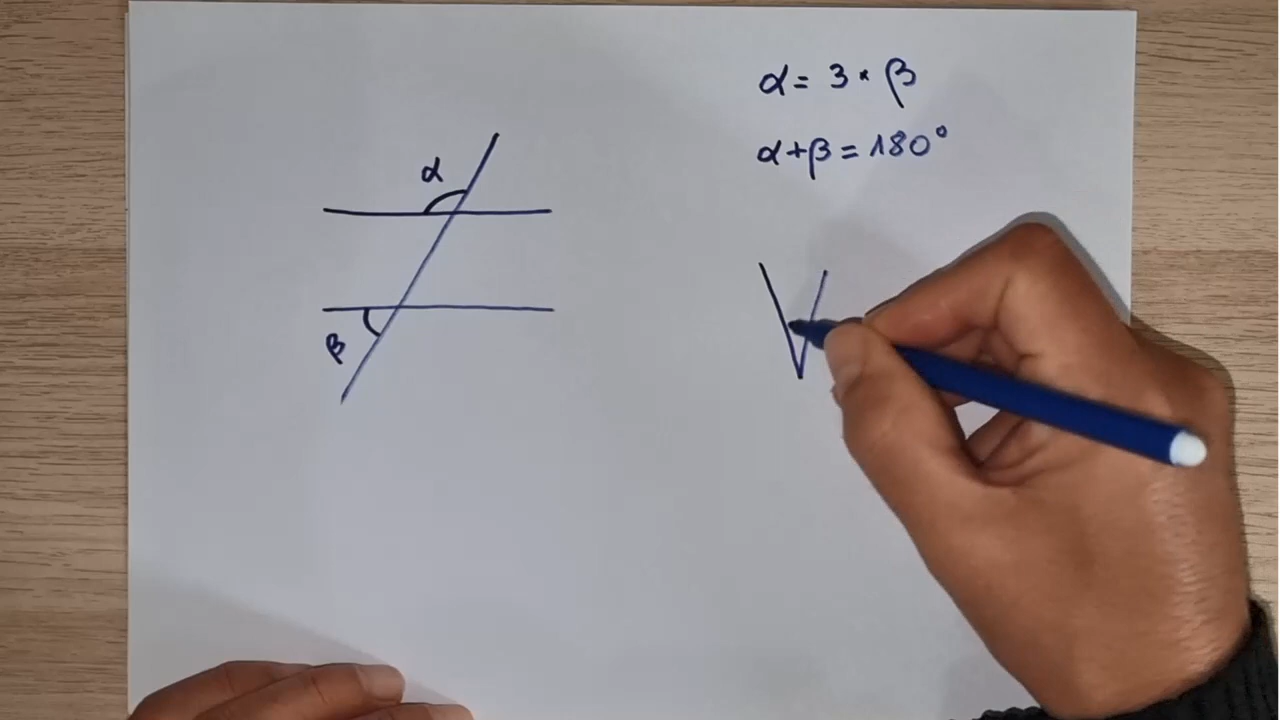 α = 3 · β
α + β = 180°
α
β